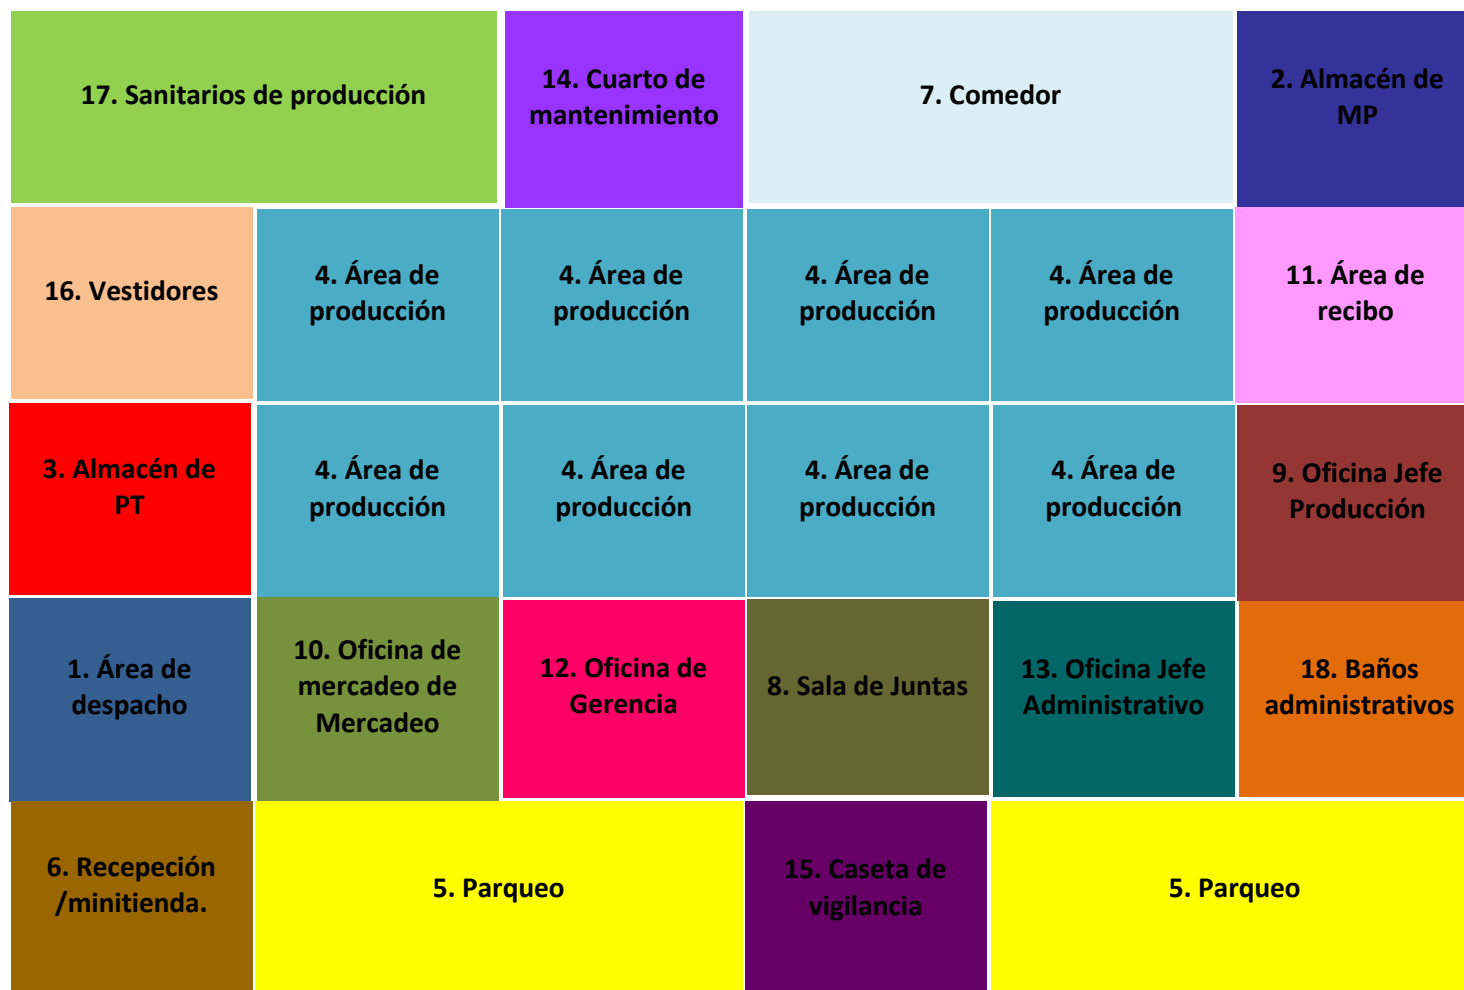 17. Sanitarios de producción
14. Cuarto de
mantenimiento
7. Comedor
2. Almacén de
MP
16. Vestidores
4. Área de
producción
4. Área de
producción
4. Área de
producción
4. Área de
producción
11. Área de
recibo
3. Almacén de
PT
4. Área de
producción
4. Área de
producción
4. Área de
producción
4. Área de
producción
9. Oficina Jefe
Producción
1. Área de
despacho
10. Oficina de
mercadeo de
Mercadeo
12. Oficina de
Gerencia
8. Sala de Juntas
13. Oficina Jefe
Administrativo
18. Baños
administrativos
6. Recepeción
/minitienda.
5. Parqueo
15. Caseta de
vigilancia
5. Parqueo